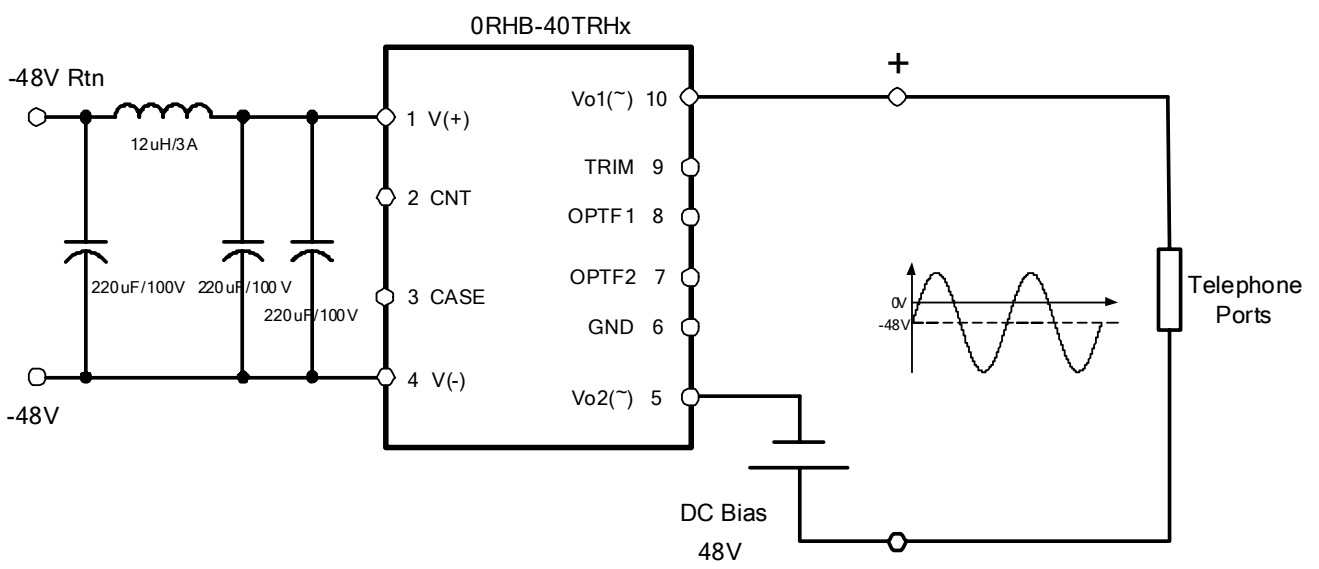 0RHB-40TRHx
-48V Rtn
12uH/3A
220uF/100V
220uF/100V
220uF/100V
-48V
1 V(+)
2 CNT
3 CASE
4 V(-)
Vo1(~) 10
TRIM 9
OPTF1 8
OPTF2 7
GND 6
Vo2(~) 5
+
0V
-48V
Telephone
Ports
DC Bias
48V